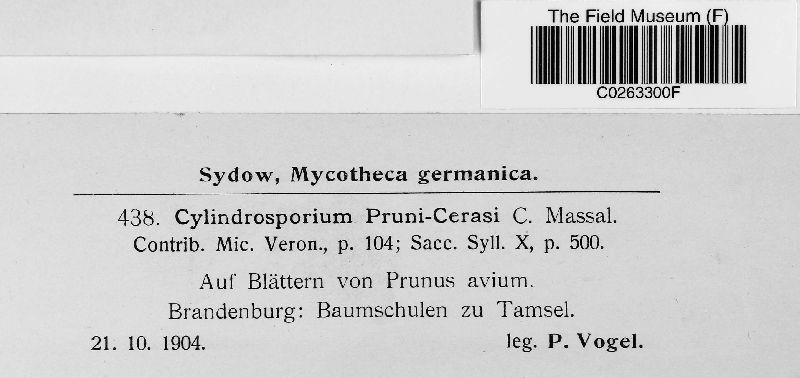 The Field Museum (F)
C0263300F
Sydow, Mycotheca germanica.
438. Cylindrosporium Pruni-Cerasi C. Massal.
Contrib. Mic. Veron., p. 104; Sacc. Syll. X, p. 500.
Auf Blättern von Prunus avium.
Brandenburg: Baumschulen zu Tamsel.
21. 10. 1904. leg. P. Vogel.